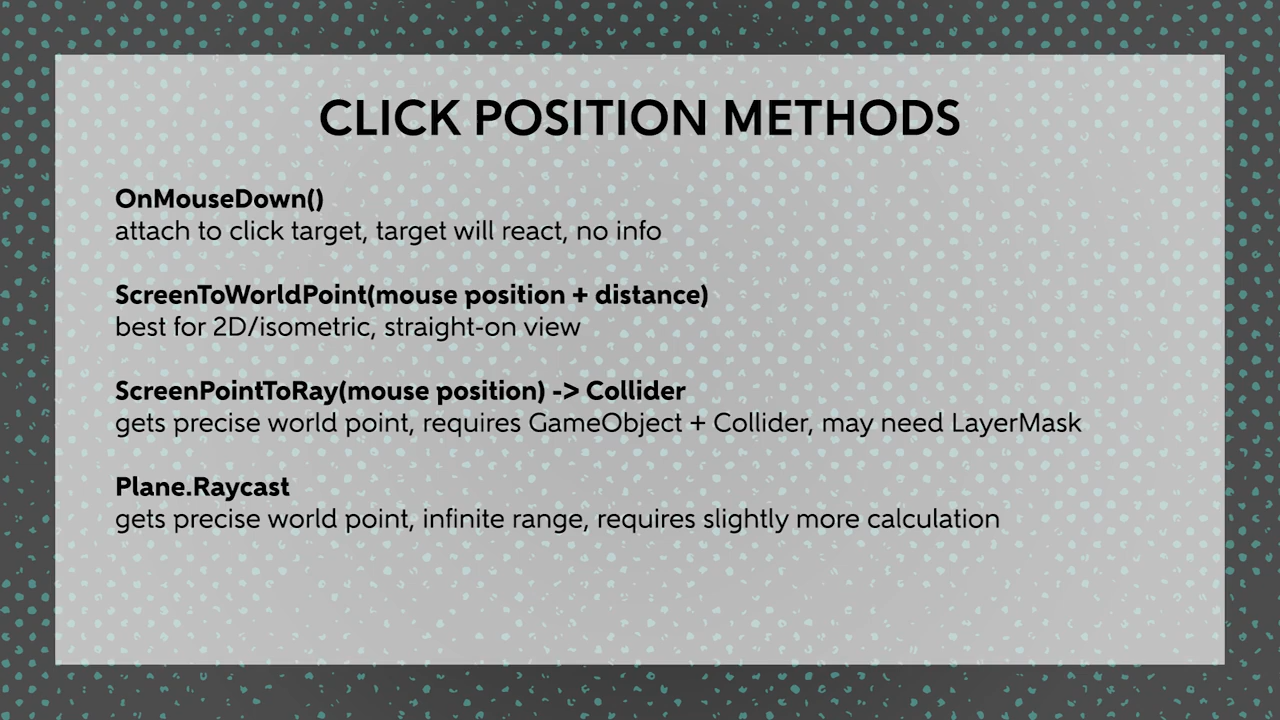 CLICK POSITION METHODS
OnMouseDown()
attach to click target, target will react, no info
ScreenToWorldPoint(mouse position + distance)
best for 2D/isometric, straight-on view
ScreenPointToRay(mouse position) -> Collider
gets precise world point, requires GameObject + Collider, may need LayerMask
Plane.Raycast
gets precise world point, infinite range, requires slightly more calculation